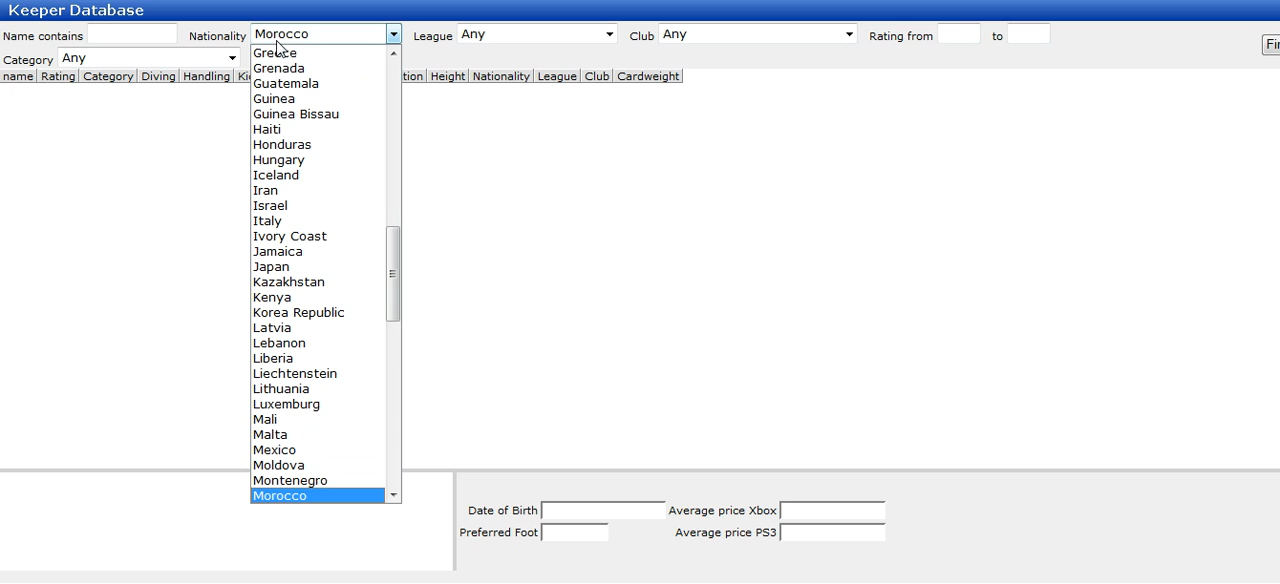 Keeper Database
Name contains Nationality Morocco League Any Club Any Rating from to
Category Any
name Rating Category Diving Handling Height Nationality League Club Cardweight
Greece
Grenada
Guatemala
Guinea
Guinea Bissau
Haiti
Honduras
Hungary
Iceland
Iran
Israel
Italy
Ivory Coast
Jamaica
Japan
Kazakhstan
Kenya
Korea Republic
Latvia
Lebanon
Liberia
Liechtenstein
Lithuania
Luxemburg
Mali
Malta
Mexico
Moldova
Montenegro
Morocco
Date of Birth Average price Xbox
Preferred Foot Average price PS3